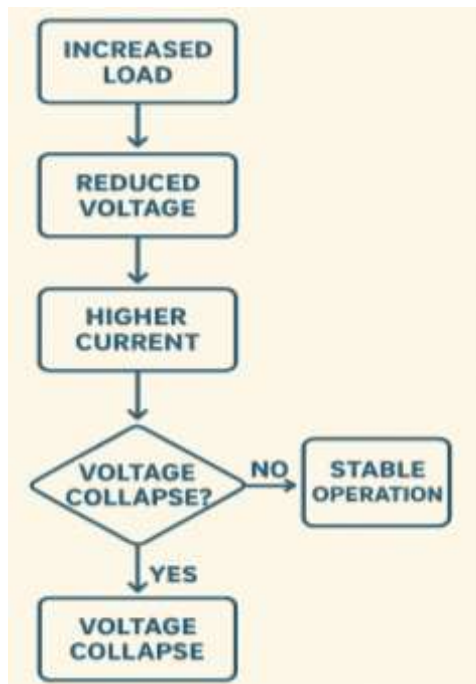 INCREASED
LOAD
REDUCED
VOLTAGE
HIGHER
CURRENT
VOLTAGE
COLLAPSE?
NO
STABLE
OPERATION
YES
VOLTAGE
COLLAPSE